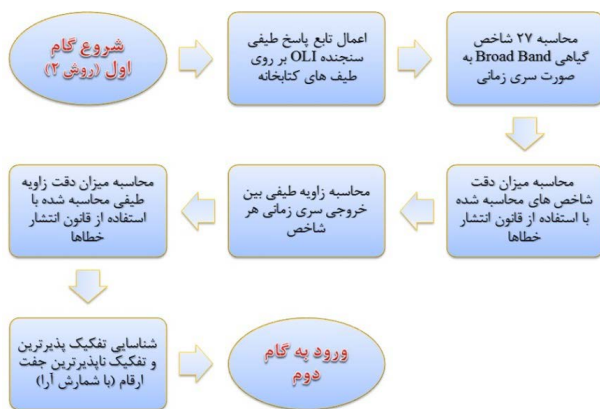 شروع گام
اول (روش ۲)
اعمال تابع پاسخ طیفی
سنجنده OLI بر روی
طیف های کتابخانه
محاسبه ۲۷ شاخص
گیاهی Broad Band به
صورت سری زمانی
محاسبه میزان دقت
شاخص های محاسبه شده
با استفاده از قانون انتشار
خطاها
محاسبه زاویه طیفی بین
خروجی سری زمانی هر
شاخص
محاسبه میزان دقت زاویه
طیفی محاسبه شده با
استفاده از قانون انتشار
خطاها
شناسایی تفکیک پذیرترین
و تفکیک ناپذیرترین جفت
ارقام (با شمارش آرا)
ورود به گام
دوم